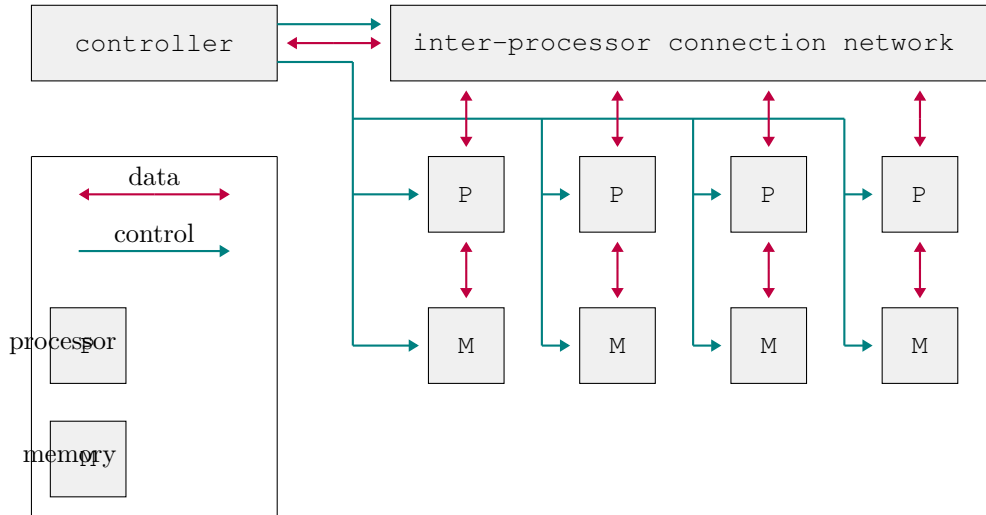 controller
inter-processor connection network
data
control
P
P
P
P
processor
P
M
M
M
M
memory
M